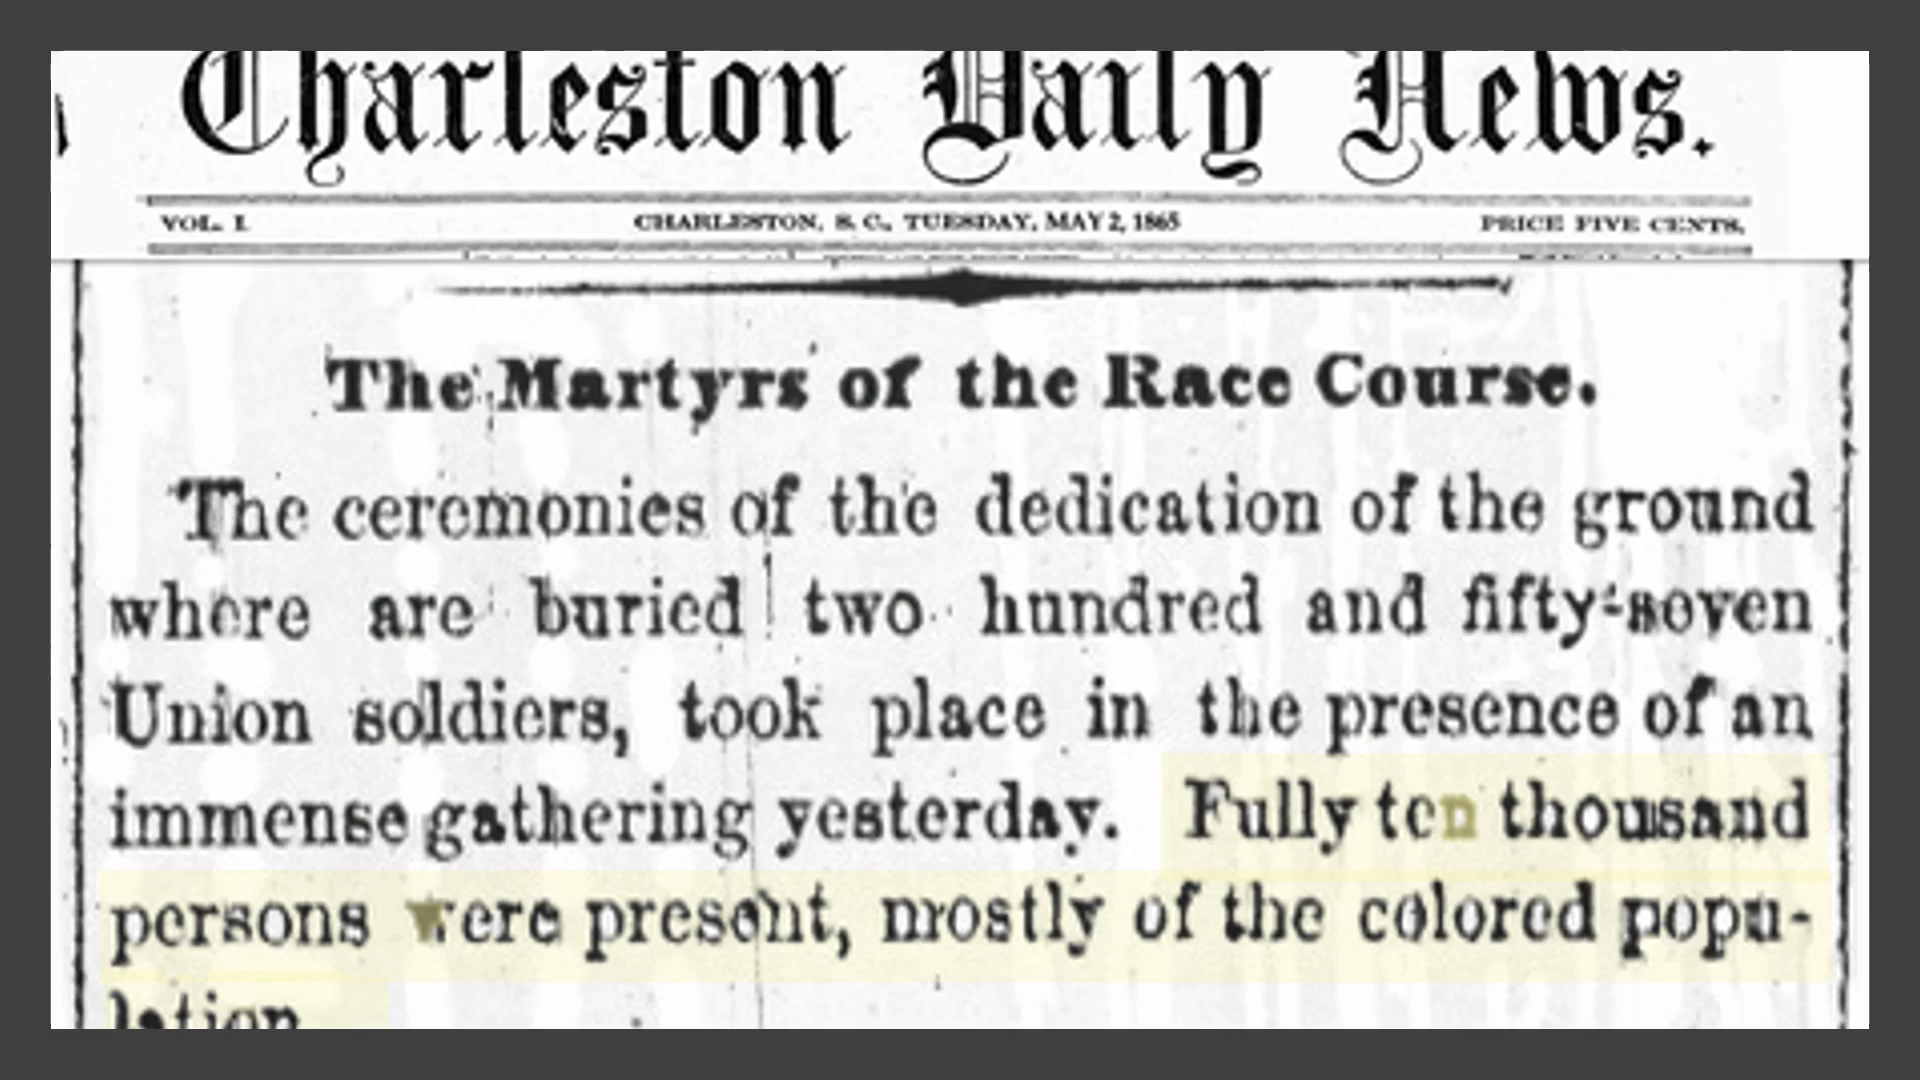 Charleston Daily News.
VOL. I. CHARLESTON, S. C., TUESDAY, MAY 2, 1865 PRICE FIVE CENTS.
The Martyrs of the Race Course.
The ceremonies of the dedication of the ground
where are buried two hundred and fifty-seven
Union soldiers, took place in the presence of an
immense gathering yesterday. Fully ten thousand
persons were present, mostly of the colored popu-
lation